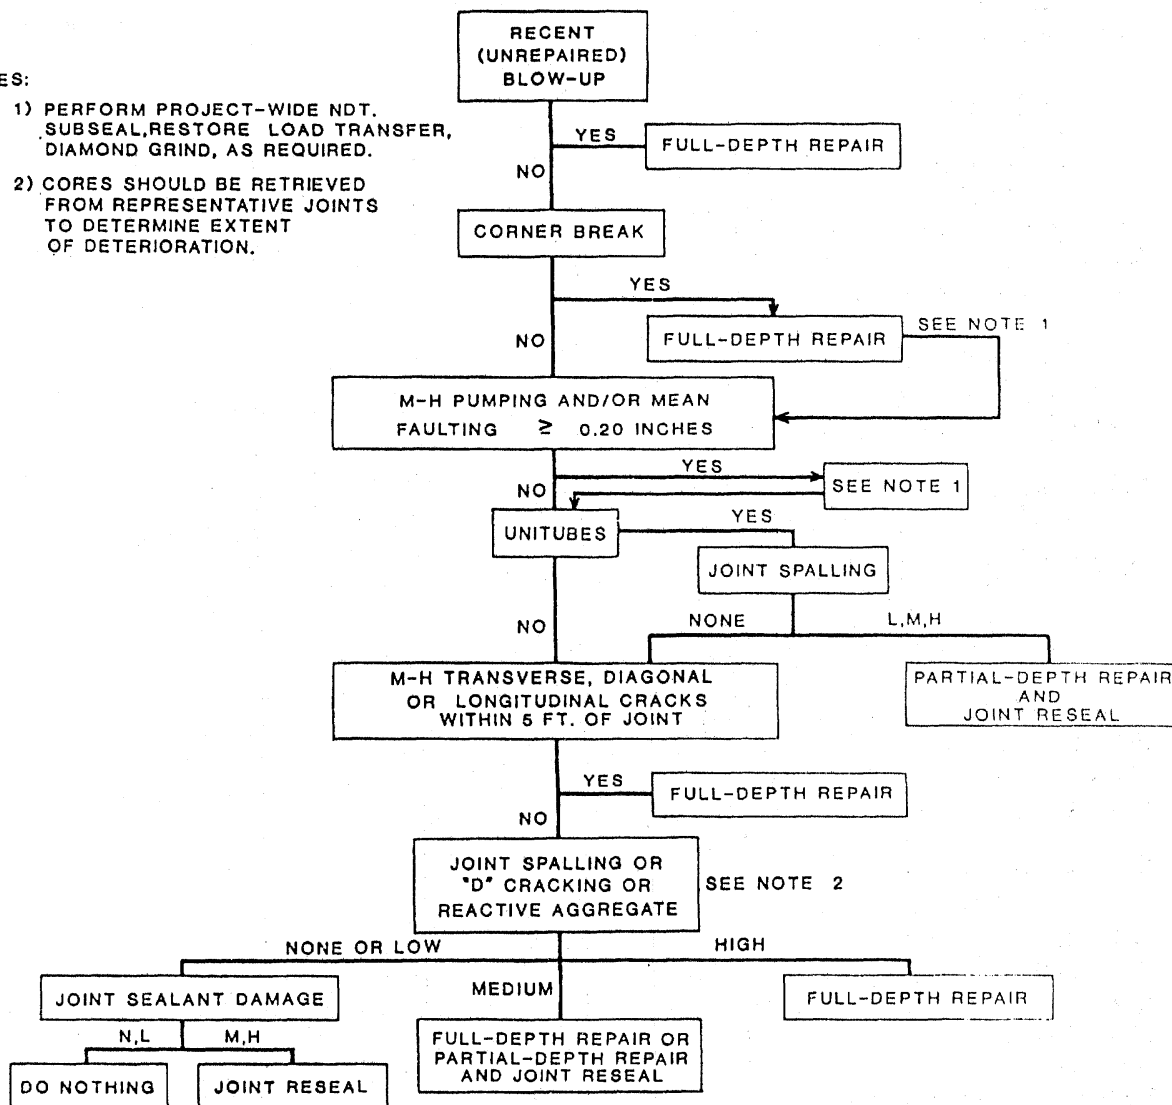 RECENT
(UNREPAIRED)
BLOW-UP
ES:
1) PERFORM PROJECT-WIDE NDT.
SUBSEAL,RESTORE LOAD TRANSFER,
DIAMOND GRIND, AS REQUIRED.
2) CORES SHOULD BE RETRIEVED
FROM REPRESENTATIVE JOINTS
TO DETERMINE EXTENT
OF DETERIORATION.
YES
FULL-DEPTH REPAIR
NO
CORNER BREAK
YES
NO
FULL-DEPTH REPAIR
SEE NOTE 1
M-H PUMPING AND/OR MEAN
FAULTING ≥ 0.20 INCHES
YES
NO
SEE NOTE 1
UNITUBES
YES
JOINT SPALLING
NO
NONE
L,M,H
M-H TRANSVERSE, DIAGONAL
OR LONGITUDINAL CRACKS
WITHIN 5 FT. OF JOINT
PARTIAL-DEPTH REPAIR
AND
JOINT RESEAL
YES
FULL-DEPTH REPAIR
NO
JOINT SPALLING OR
"D" CRACKING OR
REACTIVE AGGREGATE
SEE NOTE 2
NONE OR LOW
HIGH
MEDIUM
JOINT SEALANT DAMAGE
FULL-DEPTH REPAIR
N,L
M,H
FULL-DEPTH REPAIR OR
PARTIAL-DEPTH REPAIR
AND JOINT RESEAL
DO NOTHING
JOINT RESEAL